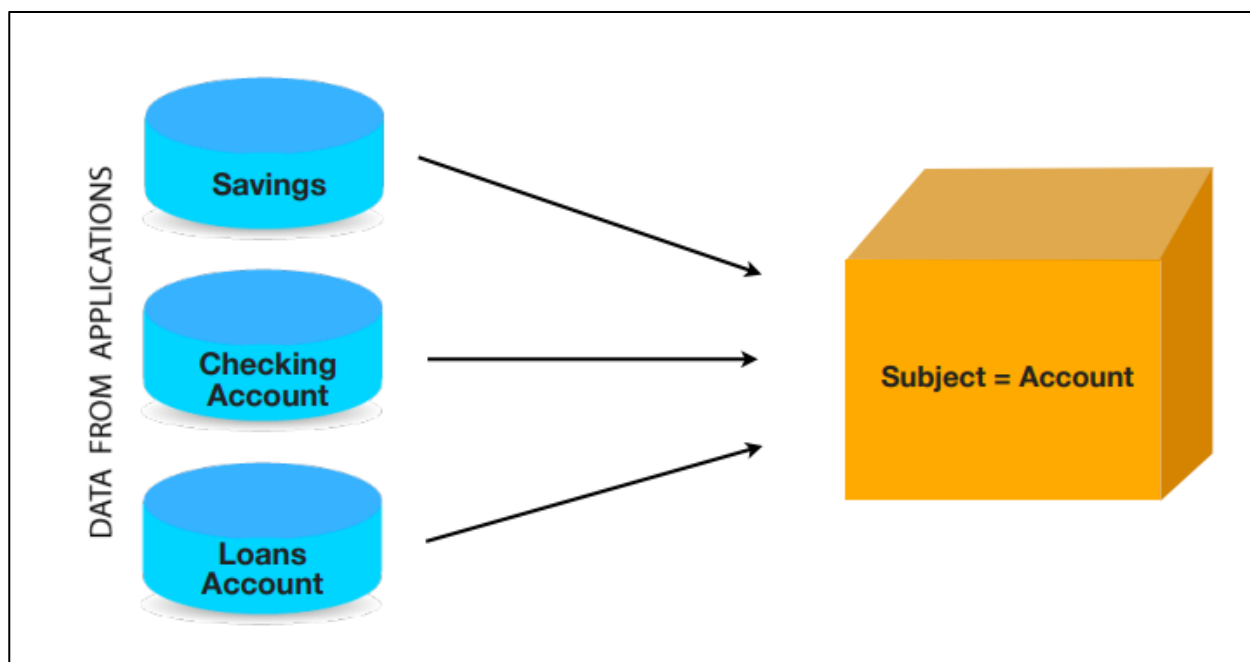 DATA FROM APPLICATIONS
Savings
Checking
Account
Loans
Account
Subject = Account